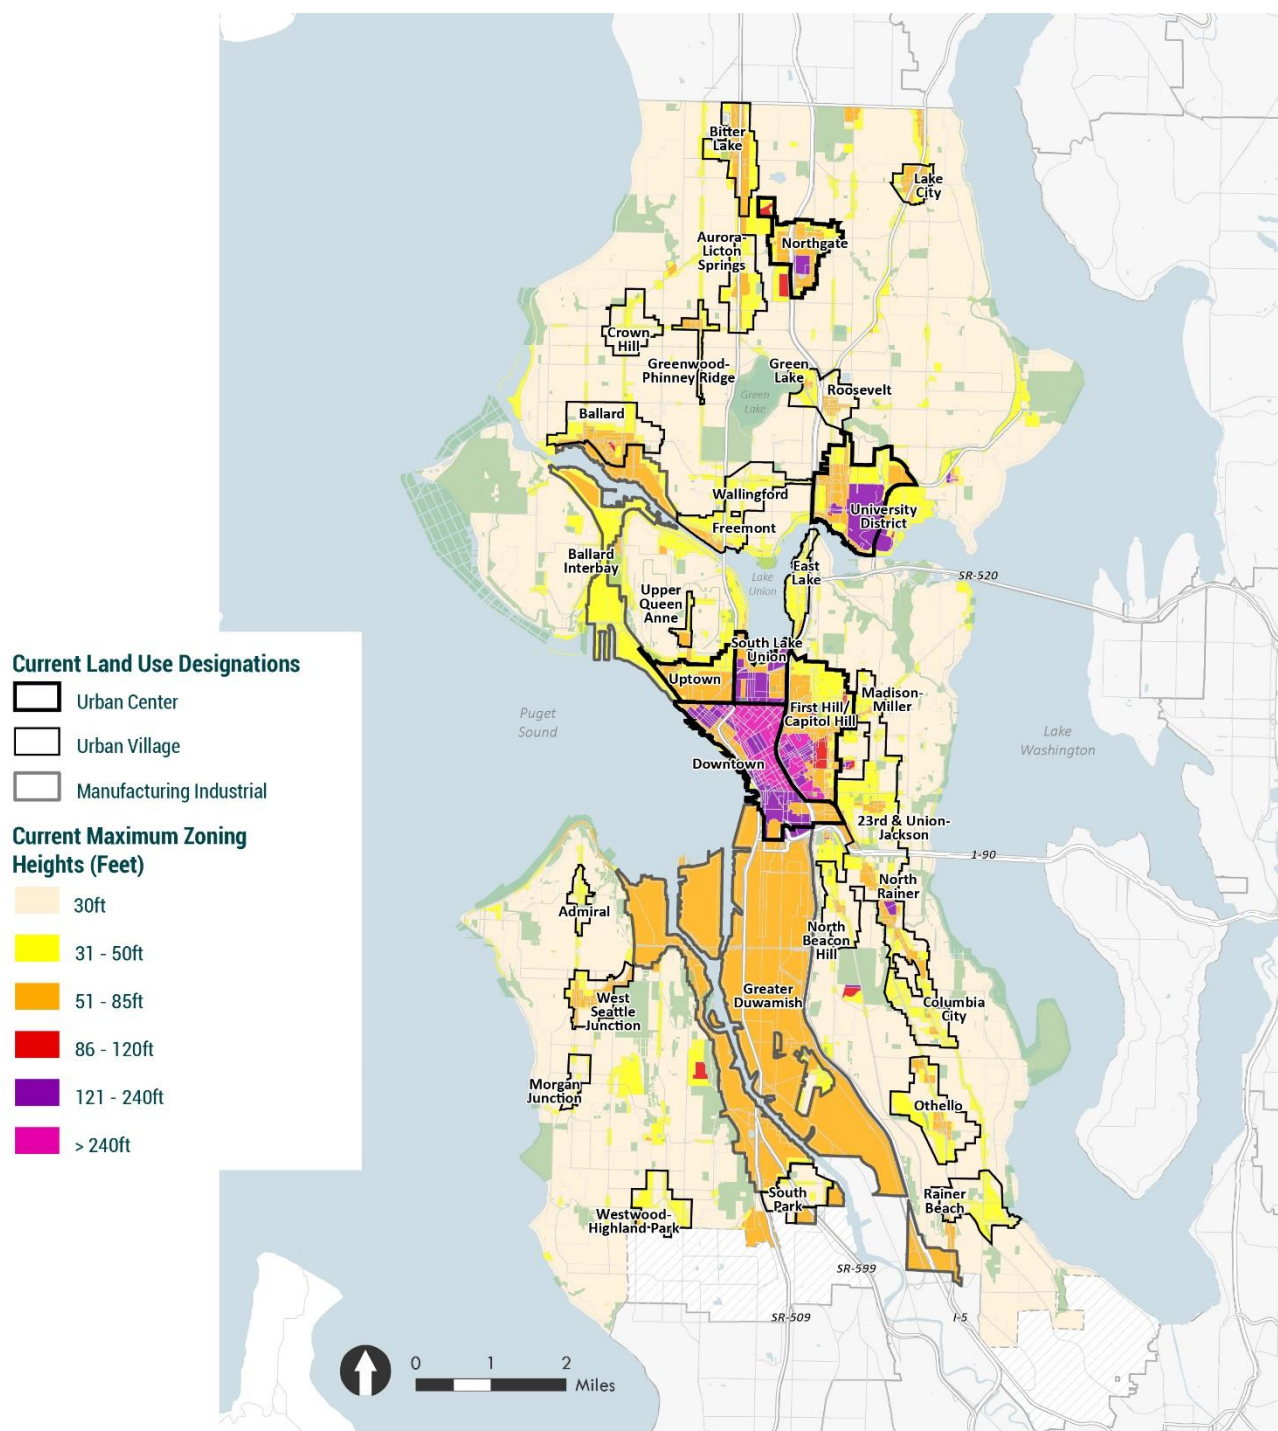 Bitter
Lake
Lake
City
Aurora-
Licton
Springs
Northgate
Crown
Hill
Greenwood-
Phinney Ridge
Green
Lake
Roosevelt
Green
Lake
Ballard
Wallingford
University
District
Freemont
Ballard
Interbay
East
Lake
Lake
Union
SR-520
Upper
Queen
Anne
South Lake
Union
Uptown
Madison-
Miller
First Hill/
Capitol Hill
Puget
Sound
Lake
Washington
Downtown
23rd & Union-
Jackson
1-90
North
Rainer
Admiral
North
Beacon
Hill
West
Seattle
Junction
Greater
Duwamish
Columbia
City
Morgan
Junction
Othello
South
Park
Rainer
Beach
Westwood-
Highland Park
SR-599
SR-509
I-5
Current Land Use Designations
Urban Center
Urban Village
Manufacturing Industrial
Current Maximum Zoning
Heights (Feet)
30ft
31 - 50ft
51 - 85ft
86 - 120ft
121 - 240ft
> 240ft
0 1 2
Miles